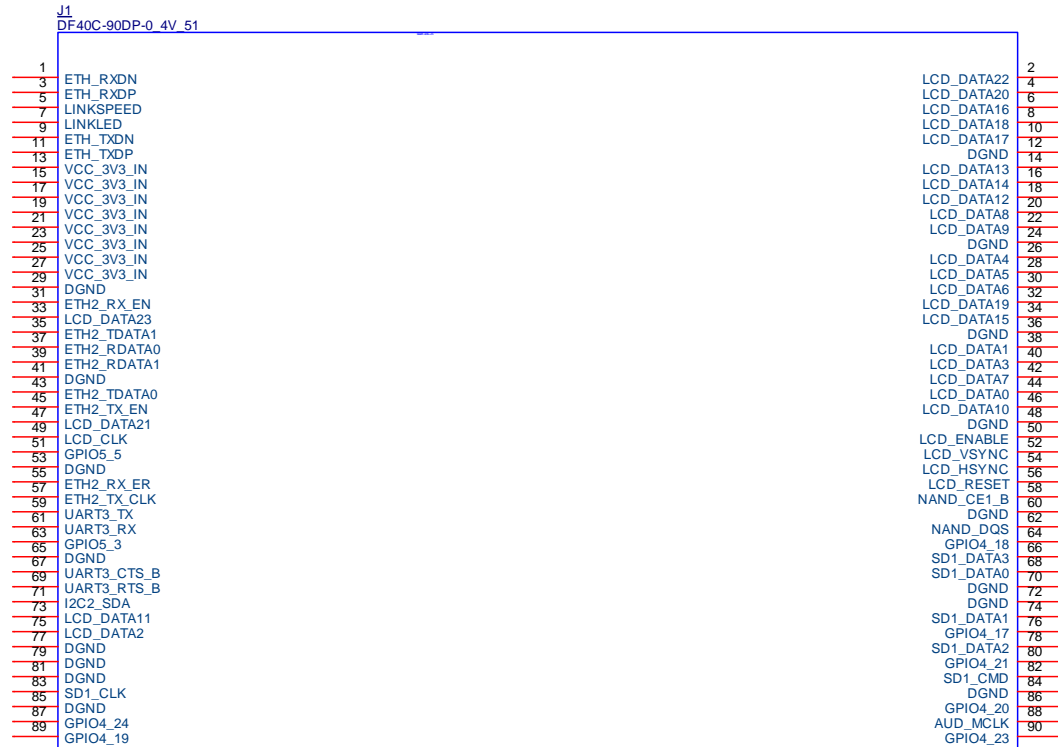 J1
DF40C-90DP-0_4V_51
1 ETH_RXDN LCD_DATA22 2
3 ETH_RXDP LCD_DATA20 4
5 LINKSPEED LCD_DATA16 6
7 LINKLED LCD_DATA18 8
9 ETH_TXDN LCD_DATA17 10
11 ETH_TXDP DGND 12
13 VCC_3V3_IN LCD_DATA13 14
15 VCC_3V3_IN LCD_DATA14 16
17 VCC_3V3_IN LCD_DATA12 18
19 VCC_3V3_IN LCD_DATA8 20
21 VCC_3V3_IN LCD_DATA9 22
23 VCC_3V3_IN DGND 24
25 VCC_3V3_IN LCD_DATA4 26
27 VCC_3V3_IN LCD_DATA5 28
29 DGND LCD_DATA6 30
31 ETH2_RX_EN LCD_DATA19 32
33 LCD_DATA23 LCD_DATA15 34
35 ETH2_TDATA1 DGND 36
37 ETH2_RDATA0 LCD_DATA1 38
39 ETH2_RDATA1 LCD_DATA3 40
41 DGND LCD_DATA7 42
43 ETH2_TDATA0 LCD_DATA0 44
45 ETH2_TX_EN LCD_DATA10 46
47 LCD_DATA21 DGND 48
49 LCD_CLK LCD_ENABLE 50
51 GPIO5_5 LCD_VSYNC 52
53 DGND LCD_HSYNC 54
55 ETH2_RX_ER LCD_RESET 56
57 ETH2_TX_CLK NAND_CE1_B 58
59 UART3_TX DGND 60
61 UART3_RX NAND_DQS 62
63 GPIO5_3 GPIO4_18 64
65 DGND SD1_DATA3 66
67 UART3_CTS_B SD1_DATA0 68
69 UART3_RTS_B DGND 70
71 I2C2_SDA DGND 72
73 LCD_DATA11 SD1_DATA1 74
75 LCD_DATA2 GPIO4_17 76
77 DGND SD1_DATA2 78
79 DGND GPIO4_21 80
81 DGND SD1_CMD 82
83 SD1_CLK DGND 84
85 DGND GPIO4_20 86
87 GPIO4_24 AUD_MCLK 88
89 GPIO4_19 GPIO4_23 90